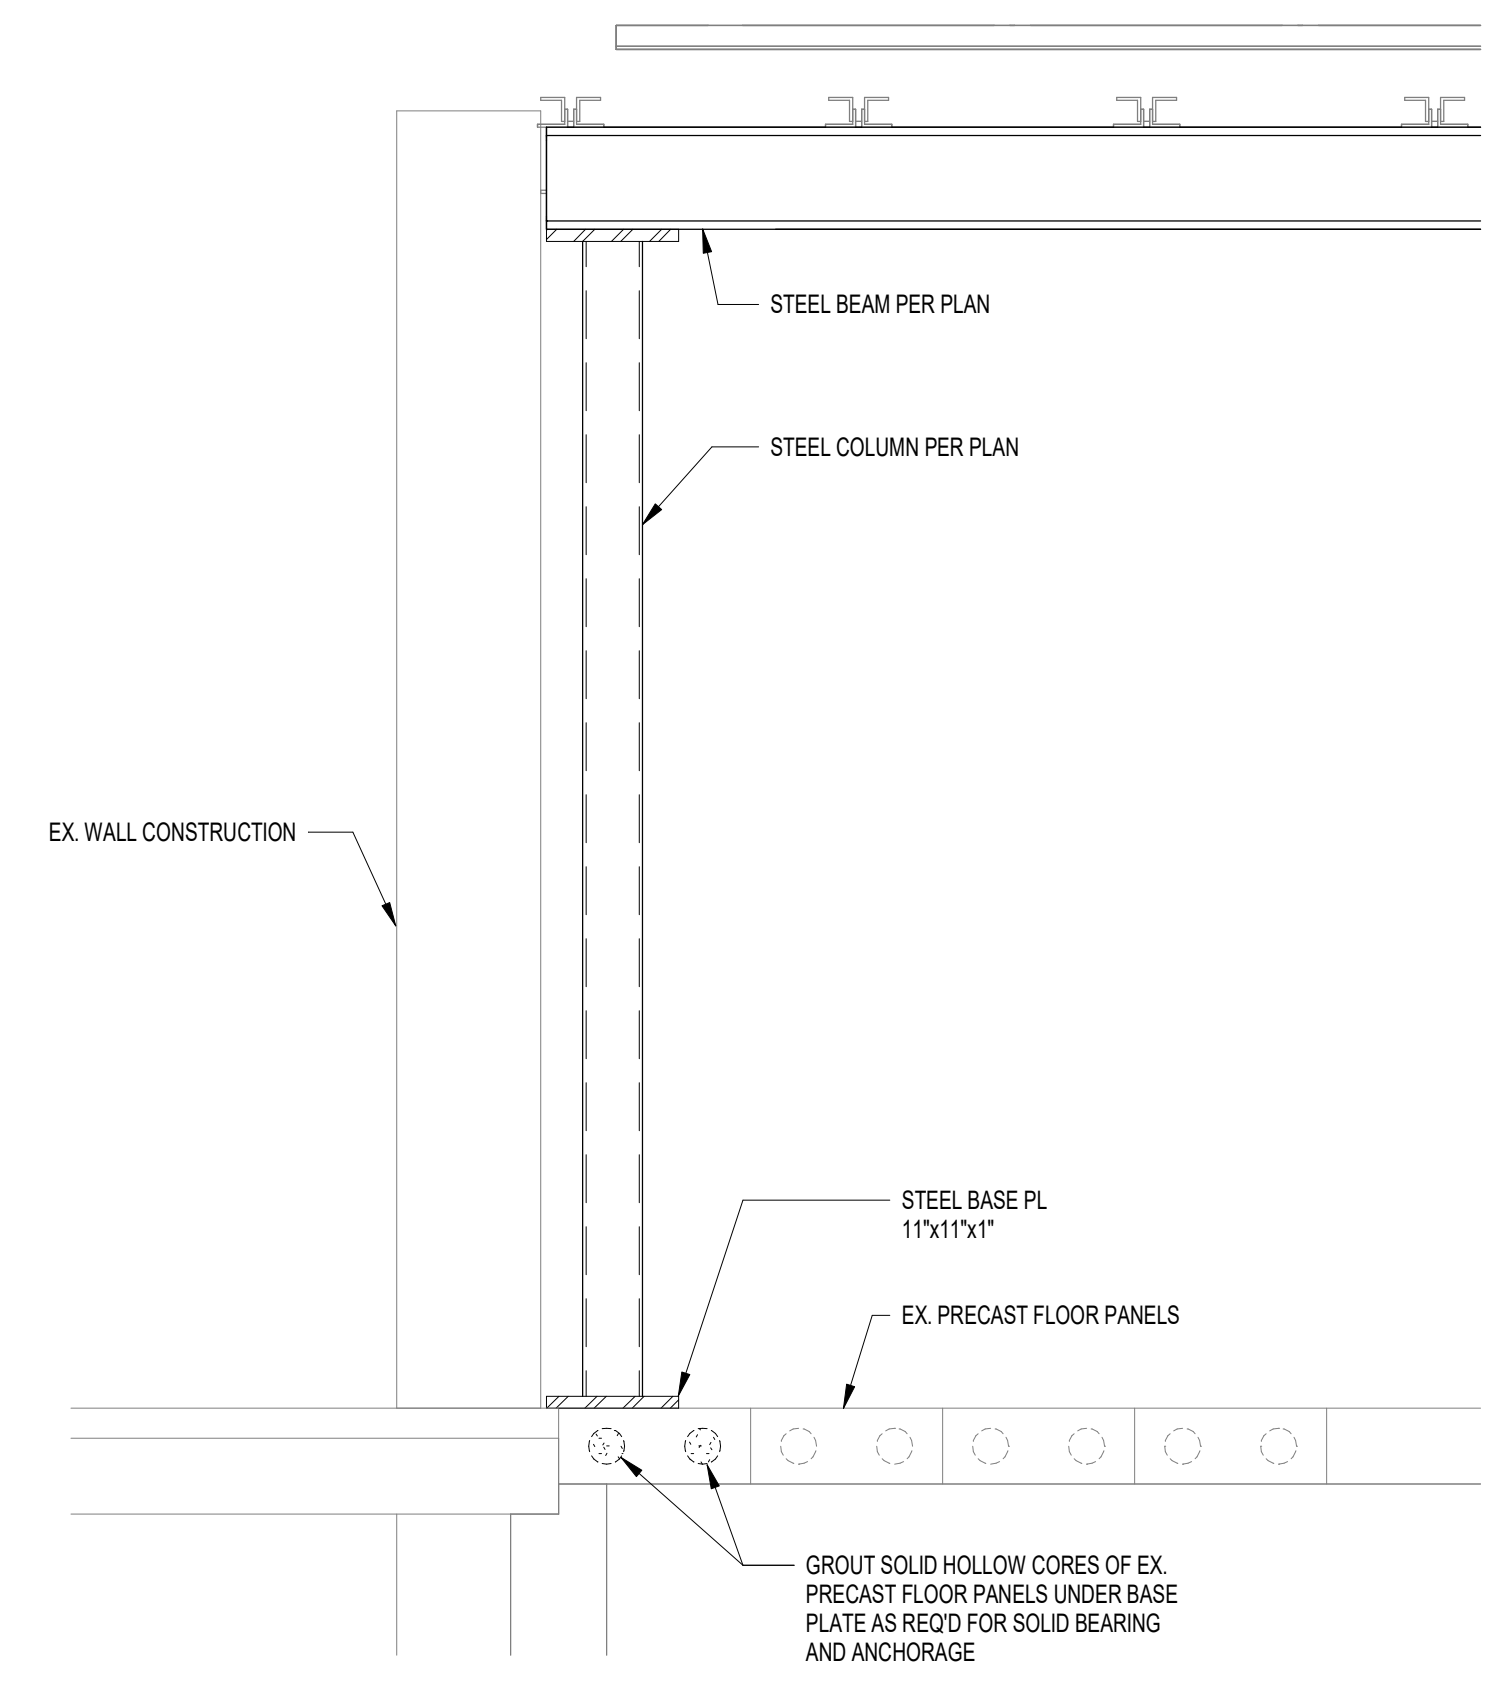 STEEL BEAM PER PLAN
STEEL COLUMN PER PLAN
EX. WALL CONSTRUCTION
STEEL BASE PL
11"x11"x1"
EX. PRECAST FLOOR PANELS
GROUT SOLID HOLLOW CORES OF EX.
PRECAST FLOOR PANELS UNDER BASE
PLATE AS REQ'D FOR SOLID BEARING
AND ANCHORAGE